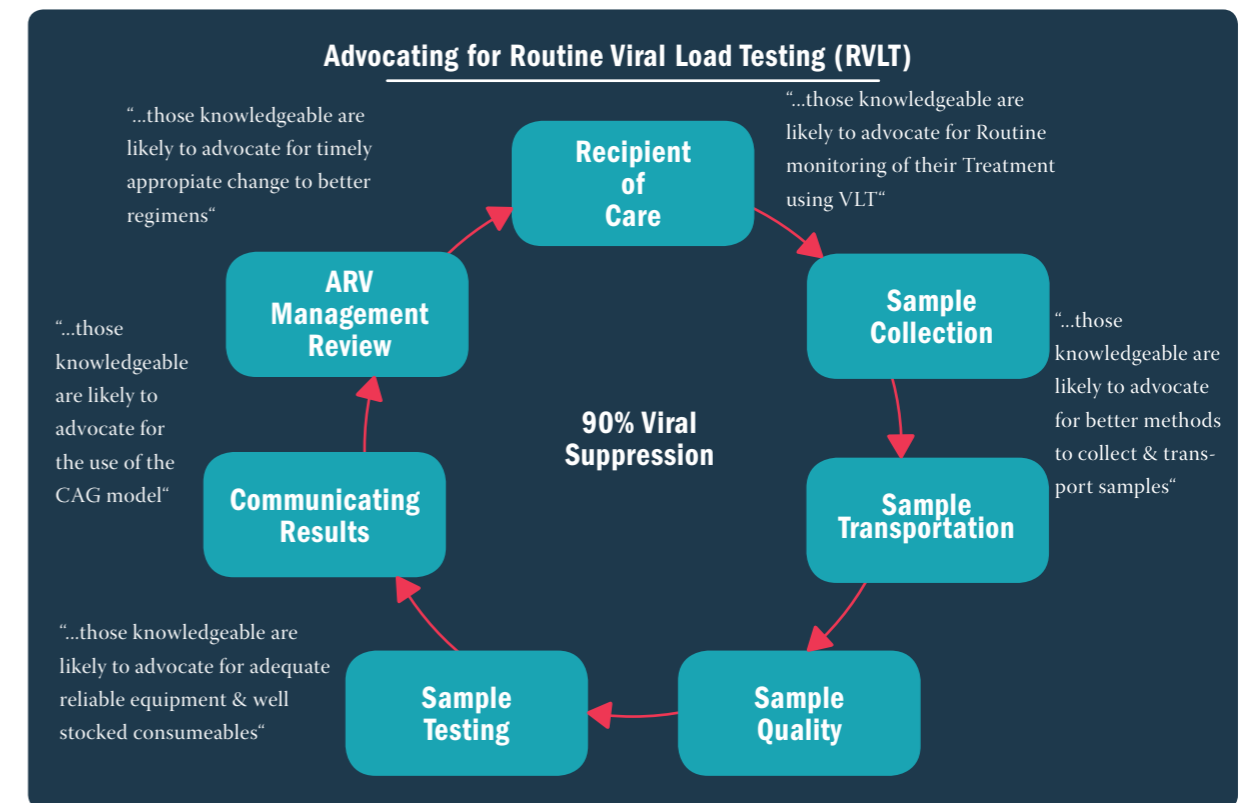 Advocating for Routine Viral Load Testing (RVLT)
“...those knowledgeable are
likely to advocate for timely
appropiate change to better
regimens“
Recipient
of
Care
“...those knowledgeable are
likely to advocate for Routine
monitoring of their Treatment
using VLT“
ARV
Management
Review
Sample
Collection
“...those
knowledgeable
are likely to
advocate for
the use of the
CAG model“
90% Viral
Suppression
“...those
knowledgeable are
likely to advocate
for better methods
to collect & trans-
port samples“
Communicating
Results
Sample
Transportation
“...those knowledgeable are
likely to advocate for adequate
reliable equipment & well
stocked consumeables“
Sample
Testing
Sample
Quality